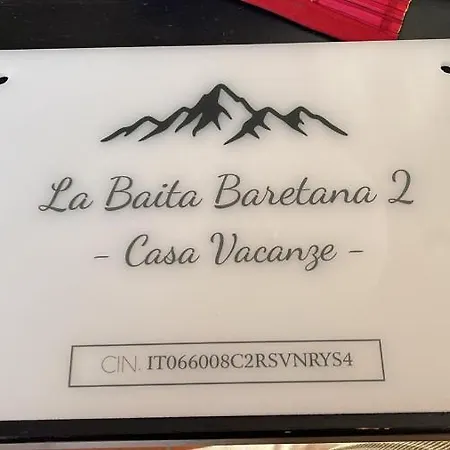 La Baita Baretana 2
- Casa Vacanze -
CIN. IT066008C2RSVNRYS4